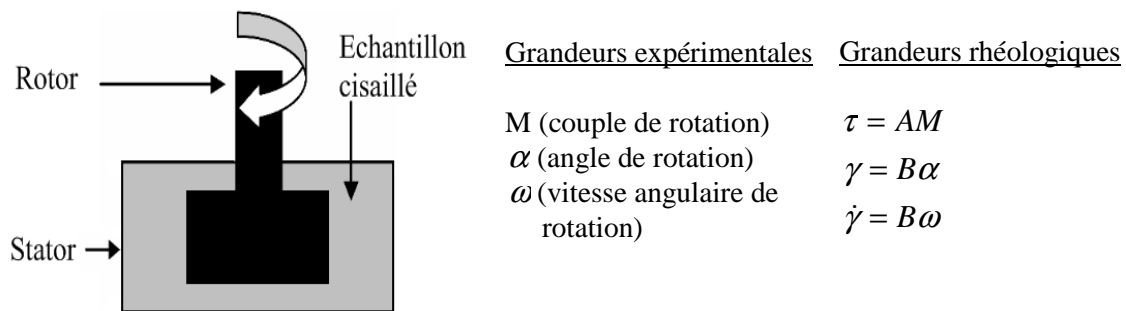 Rotor
Echantillon
cisaillé
Stator
Grandeurs expérimentales
M (couple de rotation)
α (angle de rotation)
ω (vitesse angulaire de
rotation)
Grandeurs rhéologiques
τ = AM
γ = Bα
γ̇ = Bω